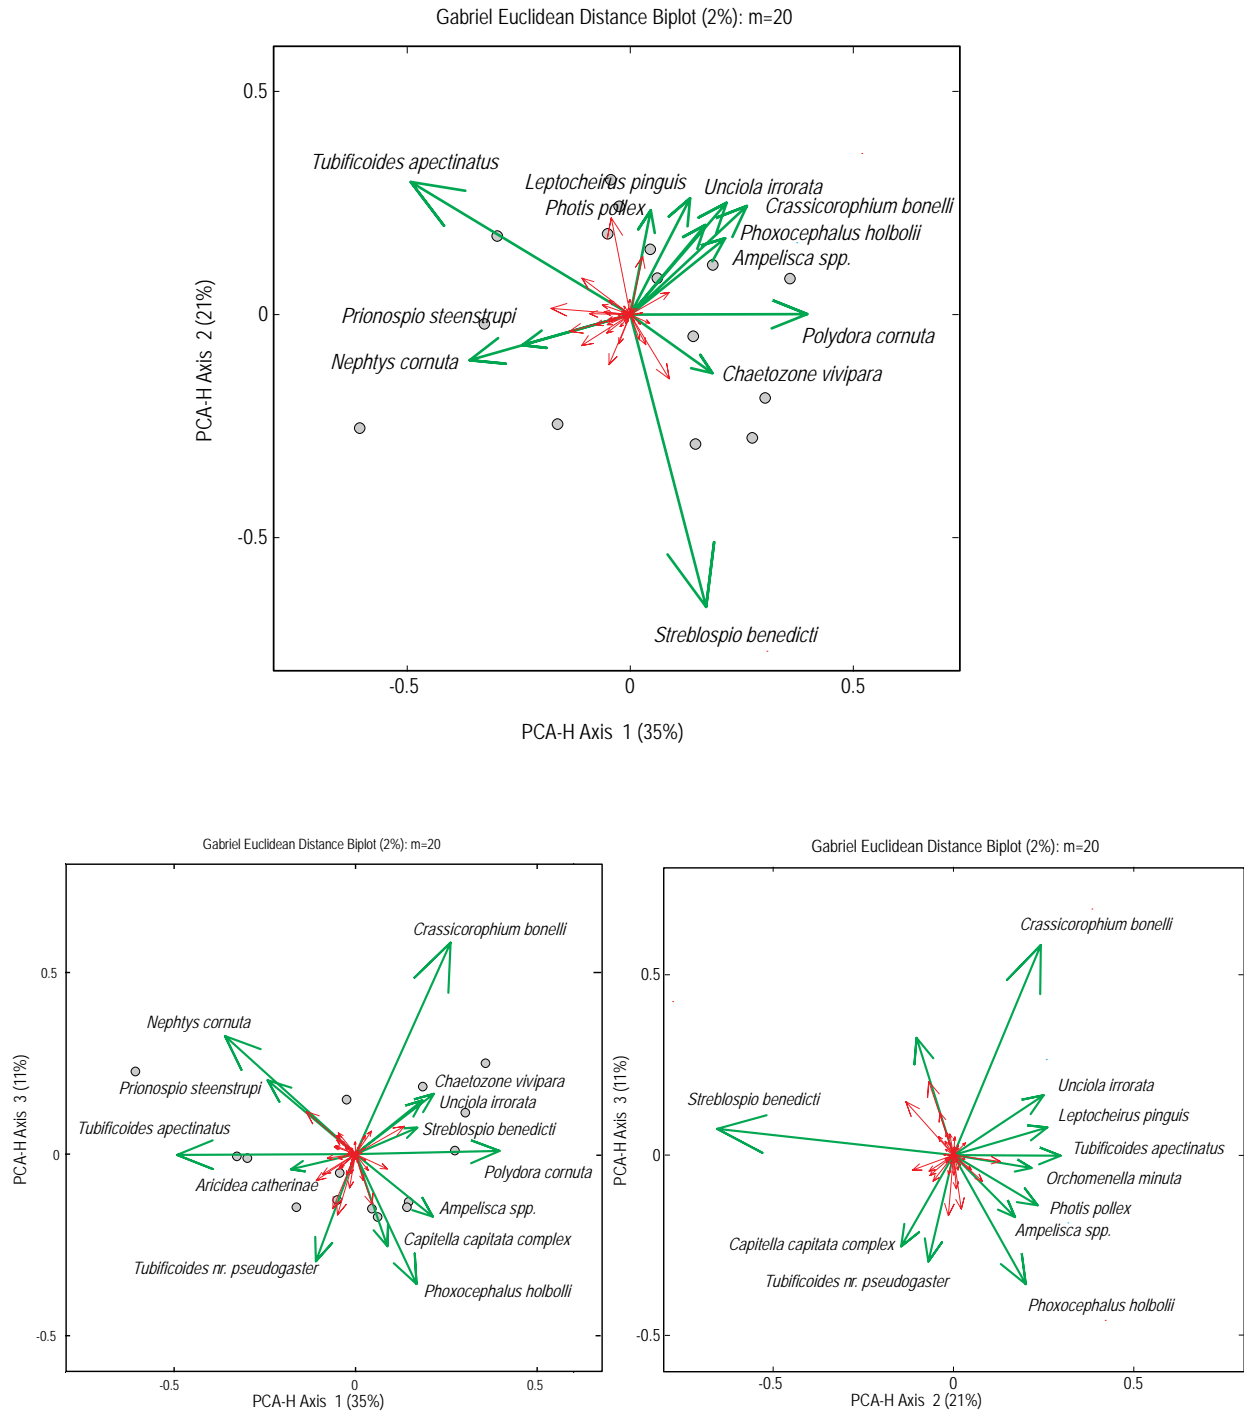 Gabriel Euclidean Distance Biplot (2%): m=20
0.5
Tubificoides apectinatus
Leptocheirus pinguis
Unciola irrorata
Photis pollex
Crassicorophium bonelli
Phoxocephalus holbolii
Ampelisca spp.
0
Prionospio steenstrupi
Polydora cornuta
Nephtys cornuta
Chaetozone vivipara
PCA-H Axis 2 (21%)
-0.5
Streblospio benedicti
-0.5
0
0.5
PCA-H Axis 1 (35%)
Gabriel Euclidean Distance Biplot (2%): m=20
Crassicorophium bonelli
0.5
Nephtys cornuta
Prionospio steenstrupi
Chaetozone vivipara
Unciola irrorata
Tubificoides apectinatus
Streblospio benedicti
0
Polydora cornuta
Aricidea catherinae
Ampelisca spp.
Capitella capitata complex
Tubificoides nr. pseudogaster
Phoxocephalus holbolli
PCA-H Axis 3 (11%)
-0.5
-0.5
0
0.5
PCA-H Axis 1 (35%)
Gabriel Euclidean Distance Biplot (2%): m=20
Crassicorophium bonelli
0.5
Unciola irrorata
Streblospio benedicti
Leptocheirus pinguis
0
Tubificoides apectinatus
Orchomenella minuta
Photis pollex
Ampelisca spp.
Capitella capitata complex
Tubificoides nr. pseudogaster
Phoxocephalus holbolii
PCA-H Axis 3 (11%)
-0.5
-0.5
0
0.5
PCA-H Axis 2 (21%)